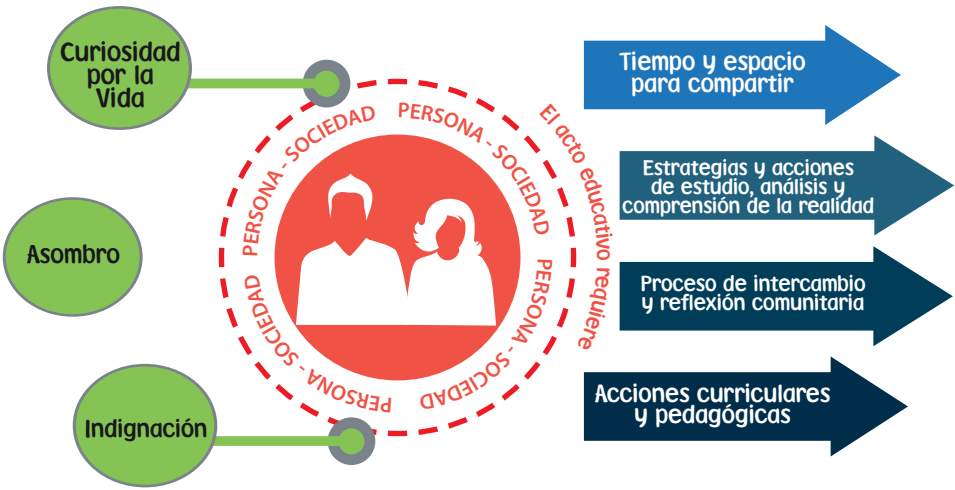 Curiosidad
por la
Vida
Asombro
Indignación
PERSONA - SOCIEDAD
PERSONA - SOCIEDAD
PERSONA - SOCIEDAD
PERSONA - SOCIEDAD
El acto educativo requiere
Tiempo y espacio
para compartir
Estrategias y acciones
de estudio, análisis y
comprensión de la realidad
Proceso de intercambio
y reflexión comunitaria
Acciones curriculares
y pedagógicas